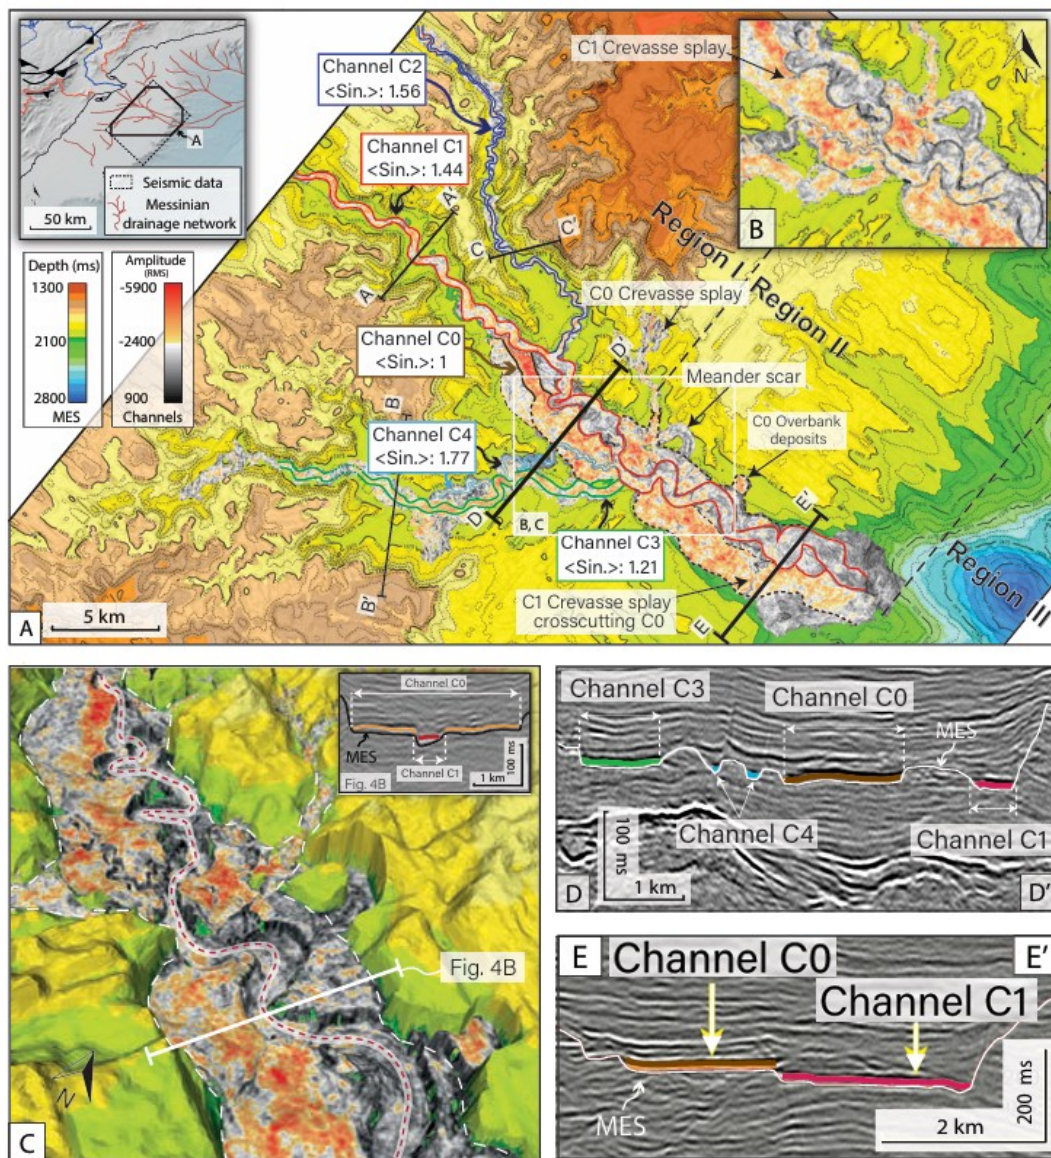 A
Seismic data
Messinian
drainage network
50 km
Depth (ms)
1300
2100
2800
MES
Amplitude
(RMS)
-5900
-2400
900
Channels
Channel C2
<Sin.>: 1.56
Channel C1
<Sin.>: 1.44
A'
A
C
C'
Channel C0
<Sin.>: 1
B
B'
Channel C4
<Sin.>: 1.77
D
D'
B, C
Channel C3
<Sin.>: 1.21
C1 Crevasse splay
crosscutting C0
E
E'
Region I
Region II
Region III
C0 Crevasse splay
Meander scar
C0 Overbank
deposits
5 km
A
C1 Crevasse splay
N
B
Channel C0
MES
Channel C1
Fig. 4B
1 km
100 ms
Fig. 4B
N
C
Channel C3
Channel C0
MES
Channel C4
Channel C1
100 ms
1 km
D
D'
E
E'
Channel C0
Channel C1
MES
2 km
200 ms